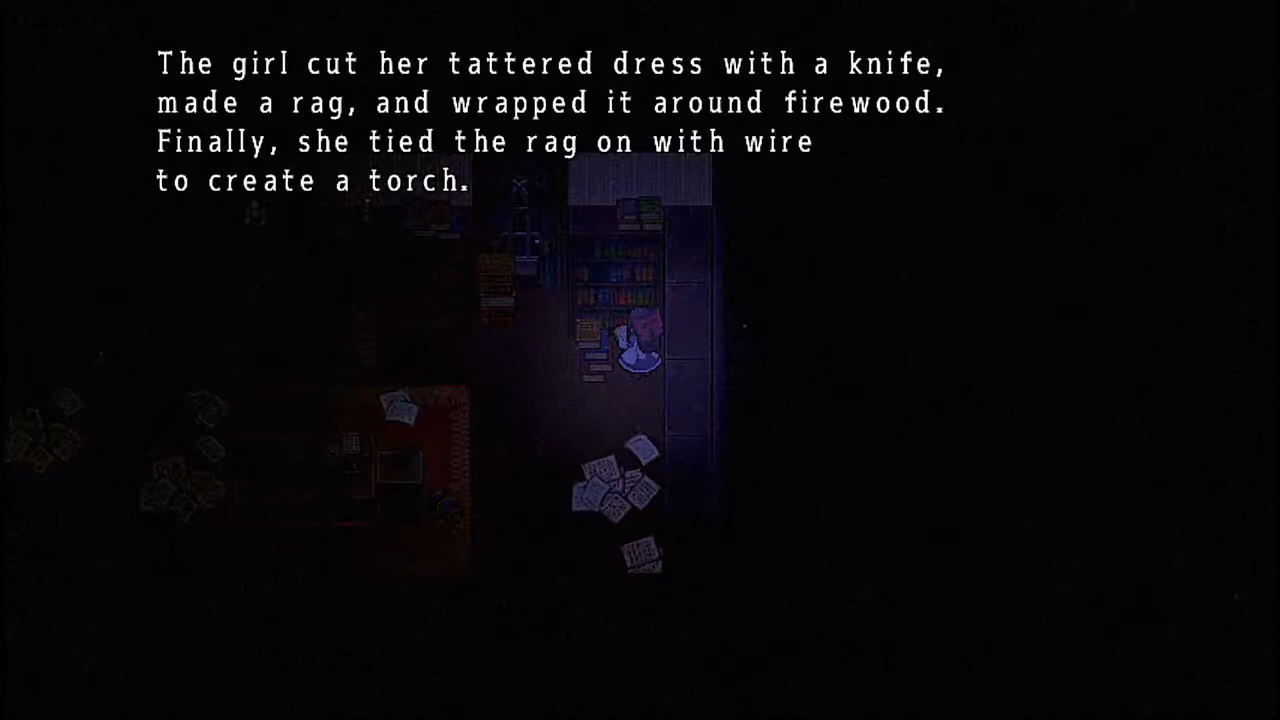 The girl cut her tattered dress with a knife,
made a rag, and wrapped it around firewood.
Finally, she tied the rag on with wire
to create a torch.